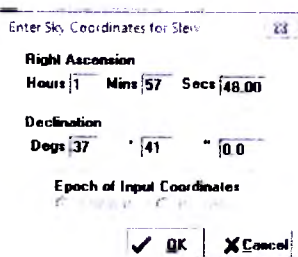 Enter Sky Coordinates for Slew
Right Ascension
Hours 1 Mins 57 Secs 48.00
Declination
Degs 37 ' 41 " 0.0
Epoch of Input Coordinates
OK Cancel